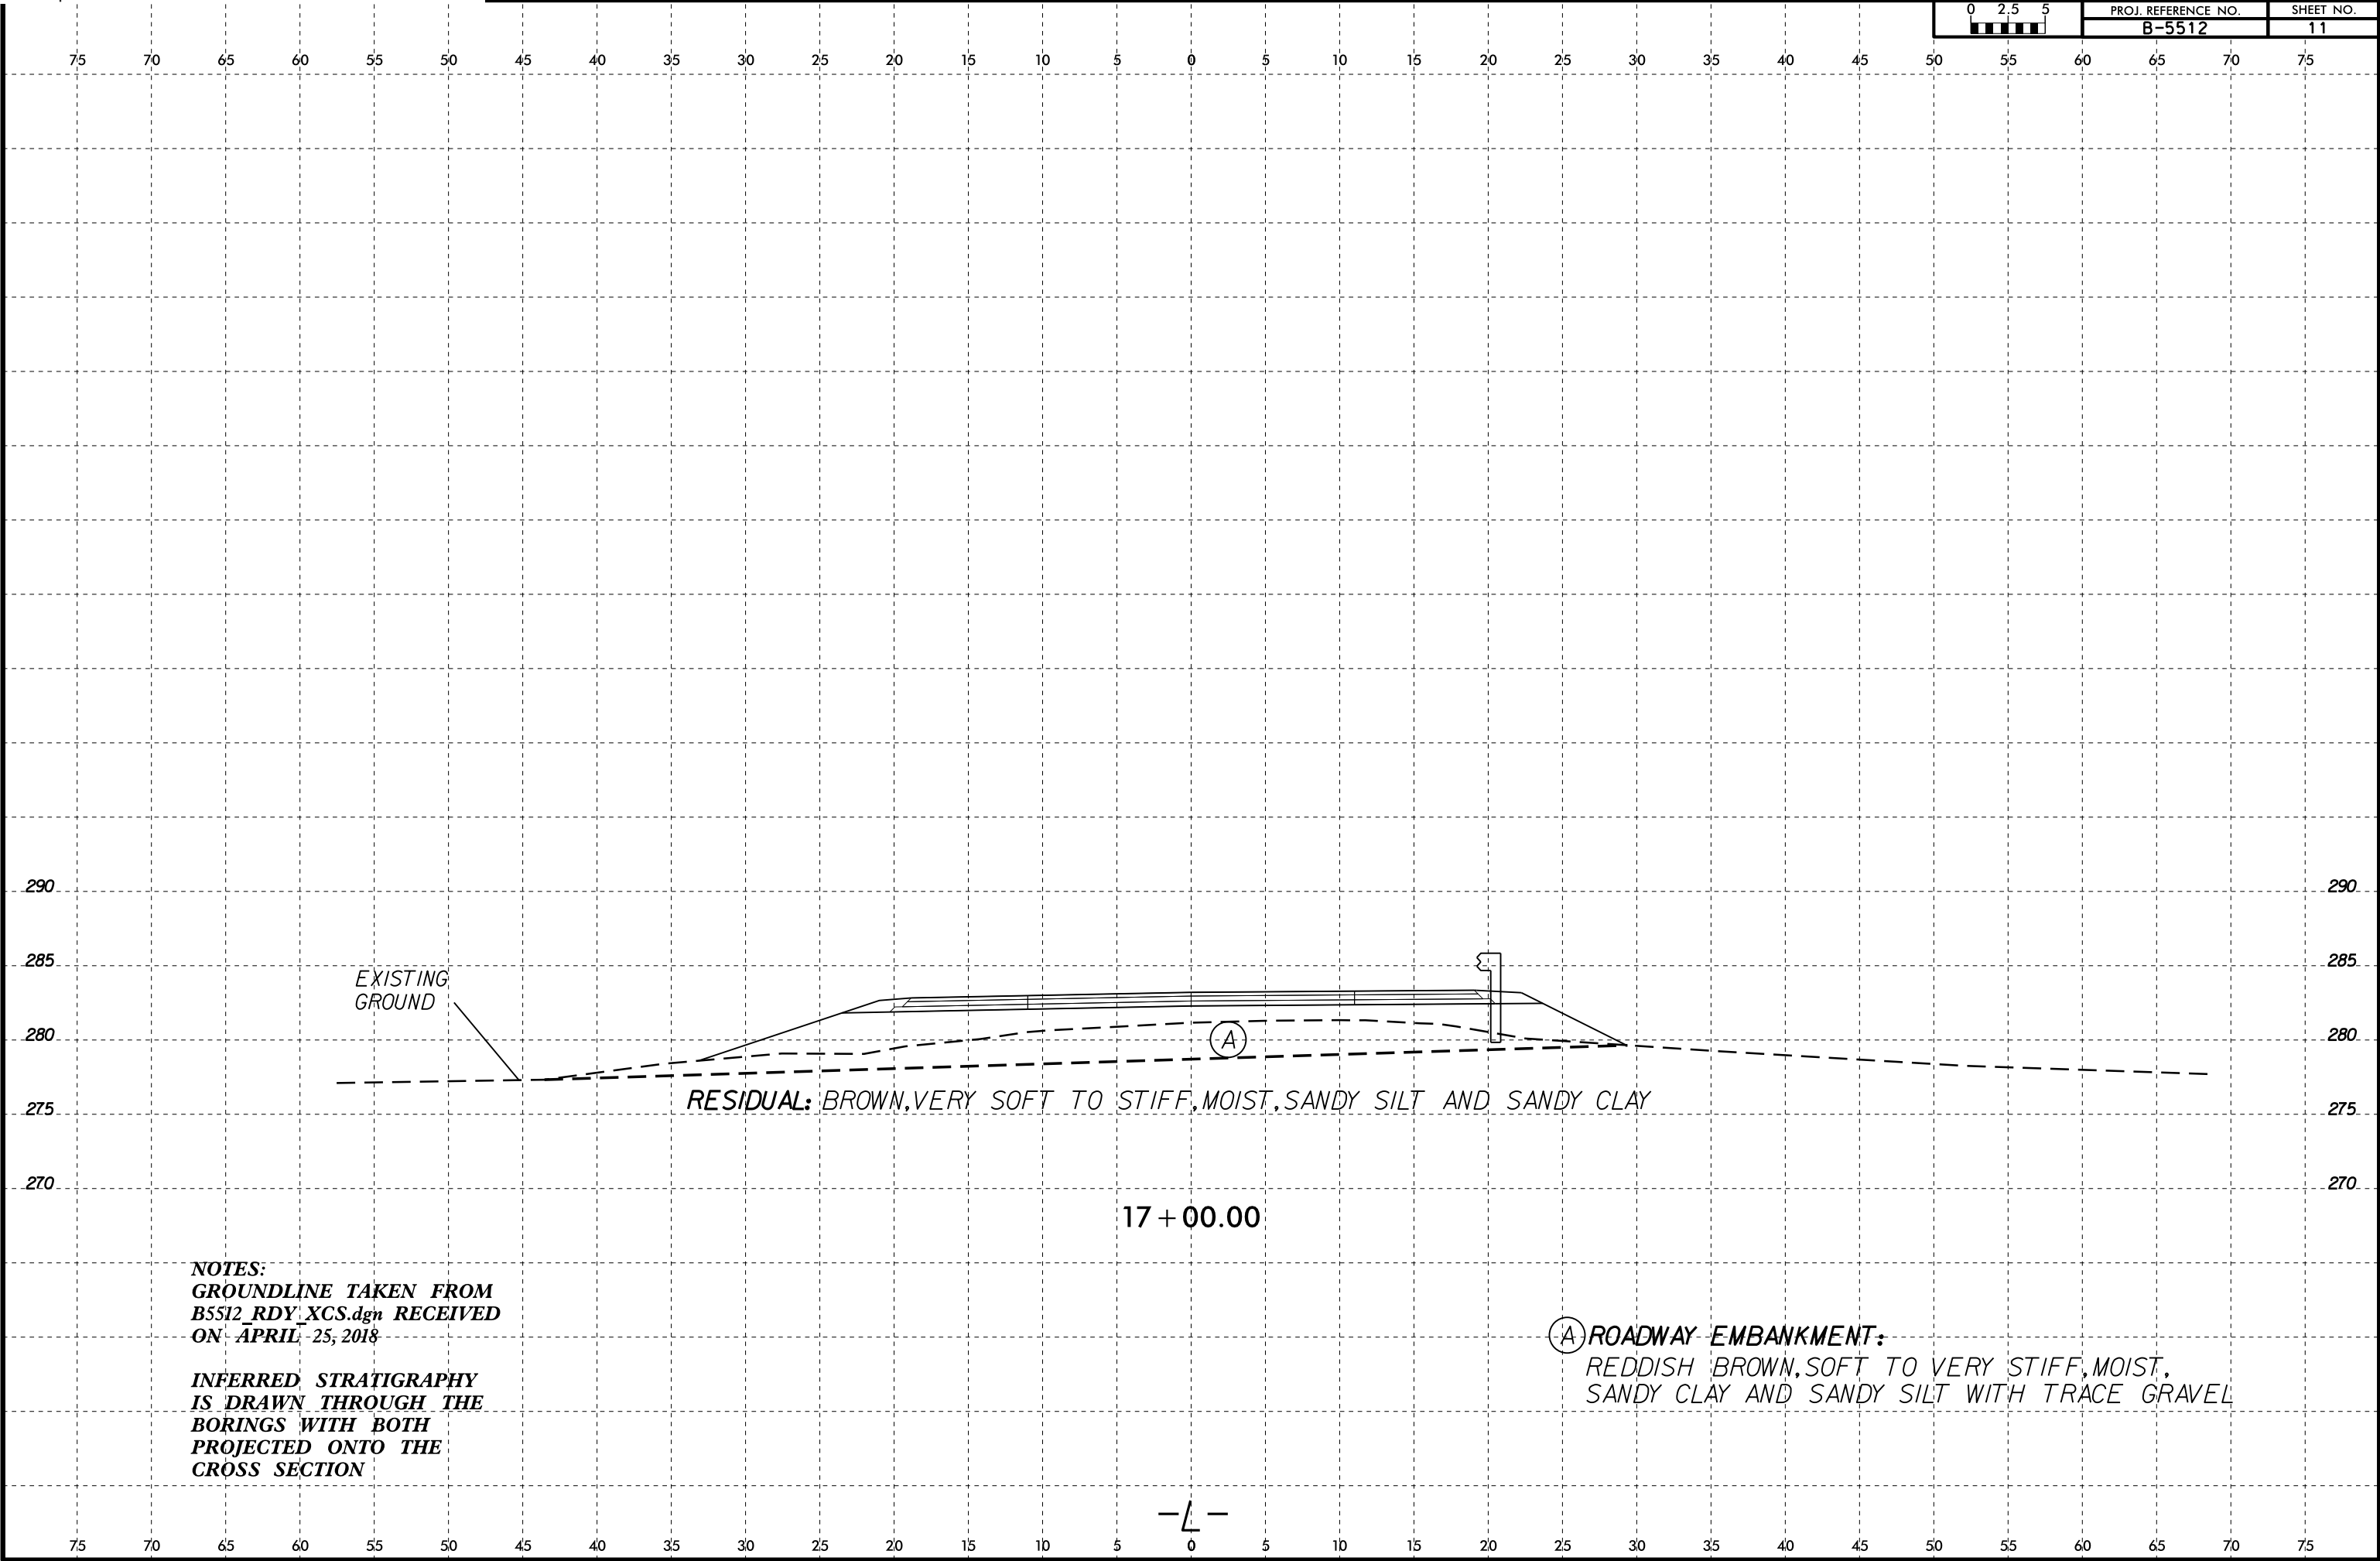 0 2.5 5
PROJ. REFERENCE NO.
SHEET NO.
B-5512
11
75 70 65 60 55 50 45 40 35 30 25 20 15 10 5 0 5 10 15 20 25 30 35 40 45 50 55 60 65 70 75
290 290
285 285
EXISTING
GROUND
280 280
A
RESIDUAL: BROWN, VERY SOFT TO STIFF, MOIST, SANDY SILT AND SANDY CLAY
275 275
270 270
17+00.00
NOTES:
GROUNDLINE TAKEN FROM
B5512_RDY_XCS.dgn RECEIVED
ON APRIL 25, 2018
INFERRED STRATIGRAPHY
IS DRAWN THROUGH THE
BORINGS WITH BOTH
PROJECTED ONTO THE
CROSS SECTION
A ROADWAY EMBANKMENT:
REDDISH BROWN, SOFT TO VERY STIFF, MOIST,
SANDY CLAY AND SANDY SILT WITH TRACE GRAVEL
-L-
75 70 65 60 55 50 45 40 35 30 25 20 15 10 5 0 5 10 15 20 25 30 35 40 45 50 55 60 65 70 75